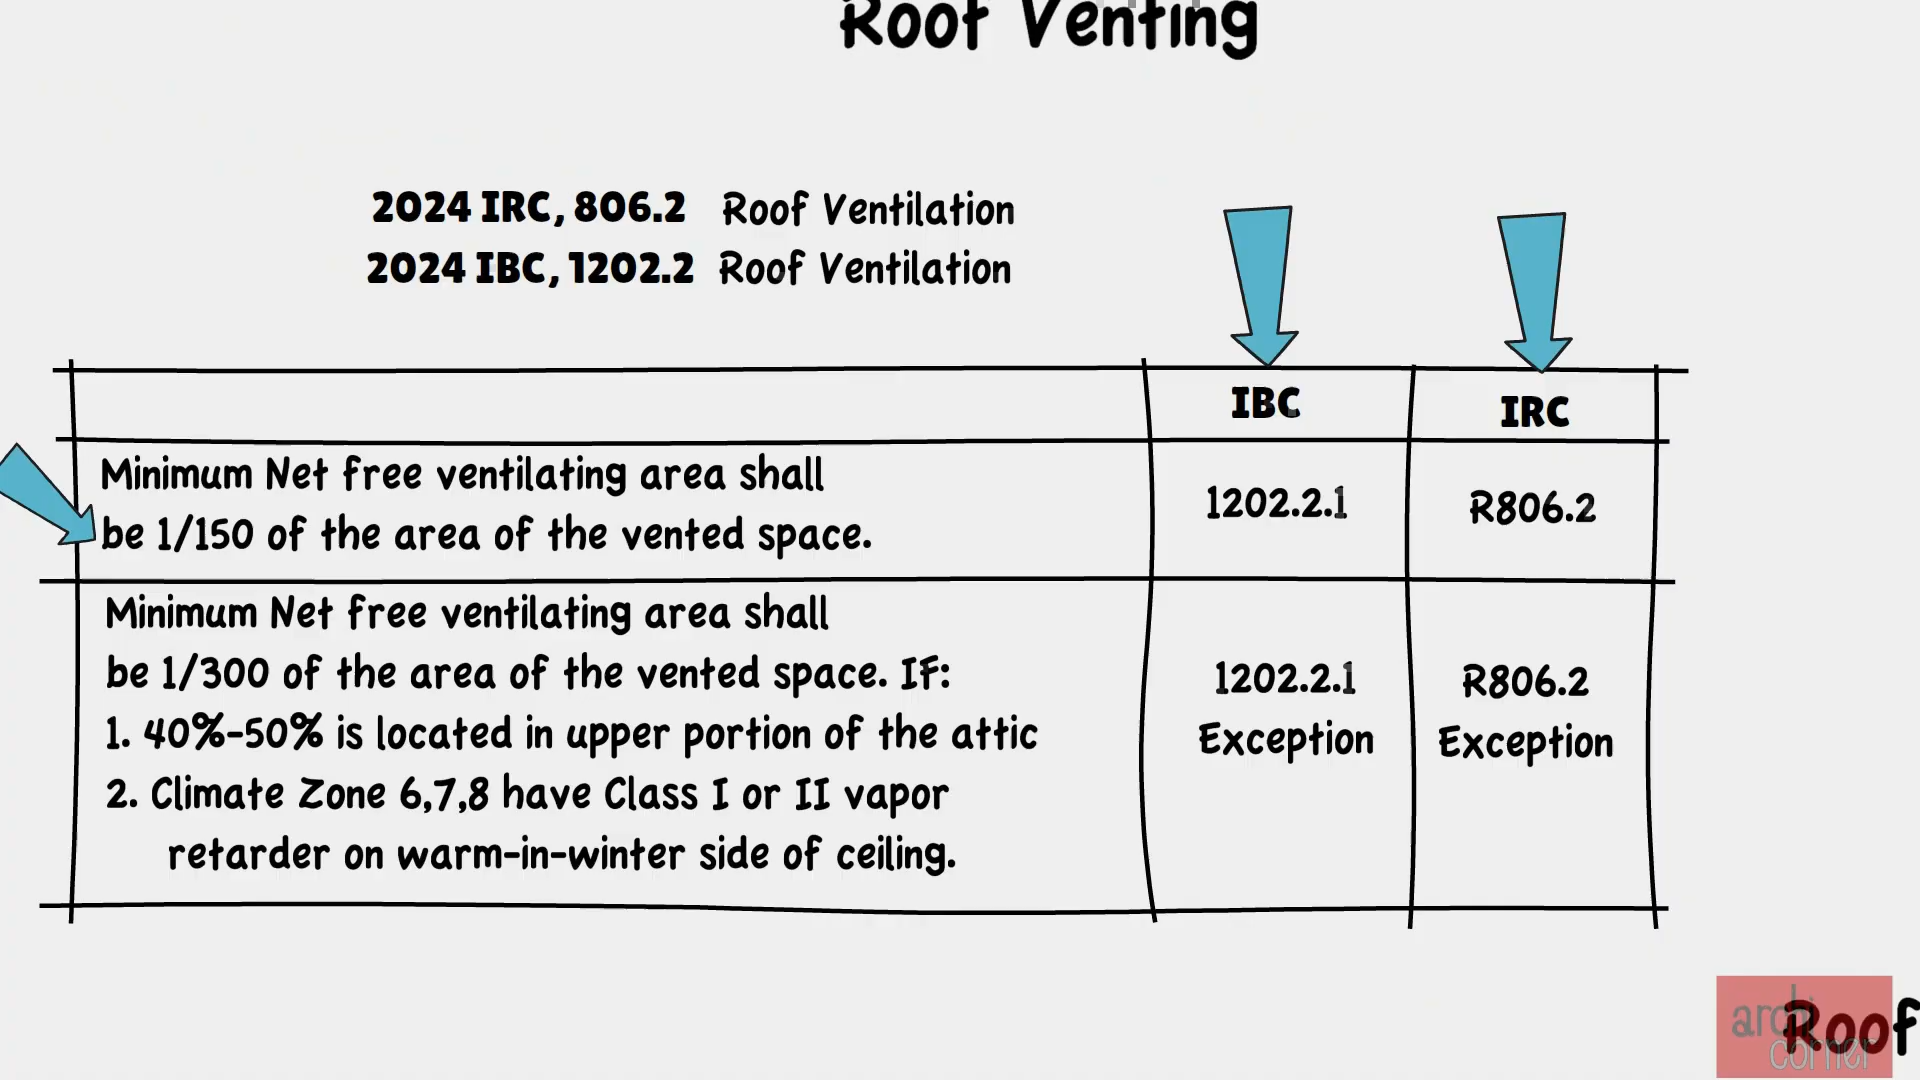 Roof Venting
2024 IRC, 806.2 Roof Ventilation
2024 IBC, 1202.2 Roof Ventilation
IBC IRC
Minimum Net free ventilating area shall
be 1/150 of the area of the vented space.
1202.2.1 R806.2
Minimum Net free ventilating area shall
be 1/300 of the area of the vented space. IF:
1. 40%-50% is located in upper portion of the attic
2. Climate Zone 6,7,8 have Class I or II vapor
retarder on warm-in-winter side of ceiling.
1202.2.1
Exception
R806.2
Exception
archi
corner
Roof